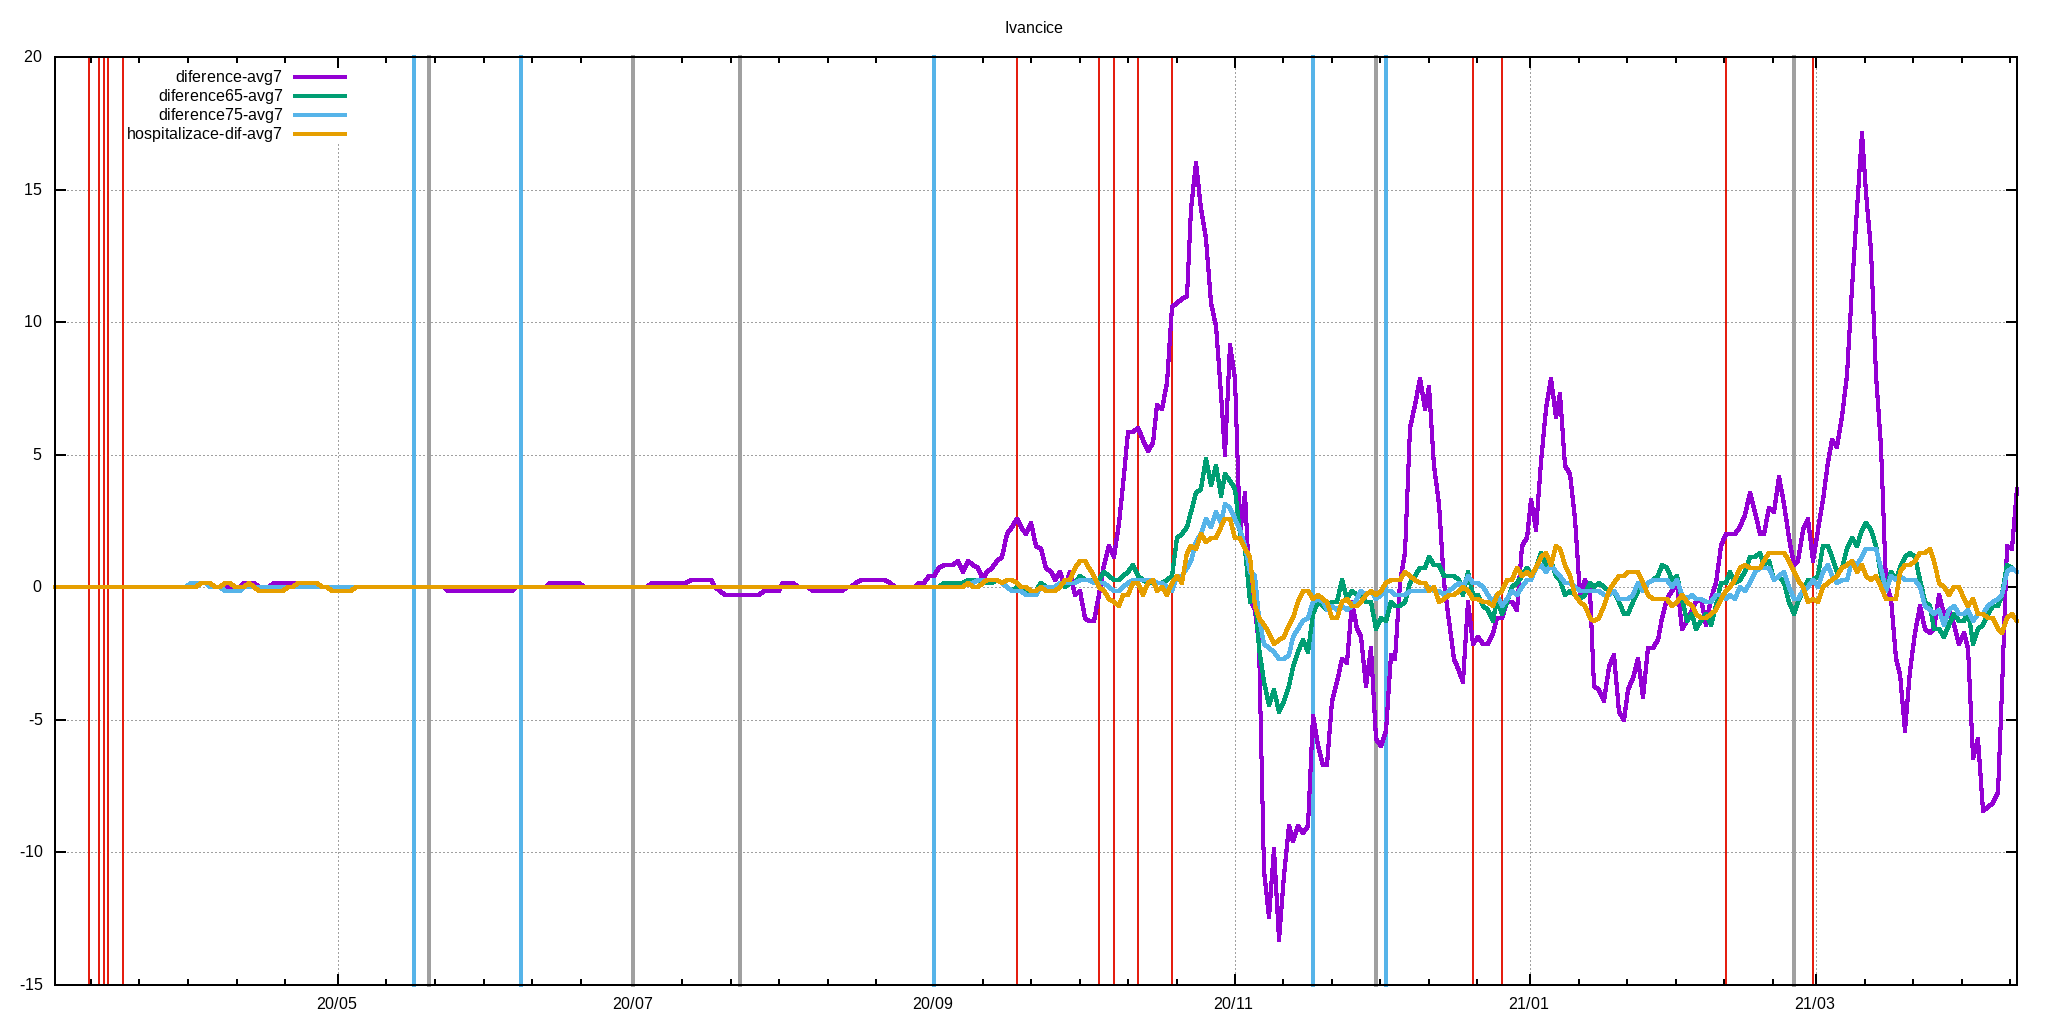 Ivancice
20
diference-avg7
diference65-avg7
diference75-avg7
hospitalizace-dif-avg7
15
10
5
0
-5
-10
-15
20/05 20/07 20/09 20/11 21/01 21/03